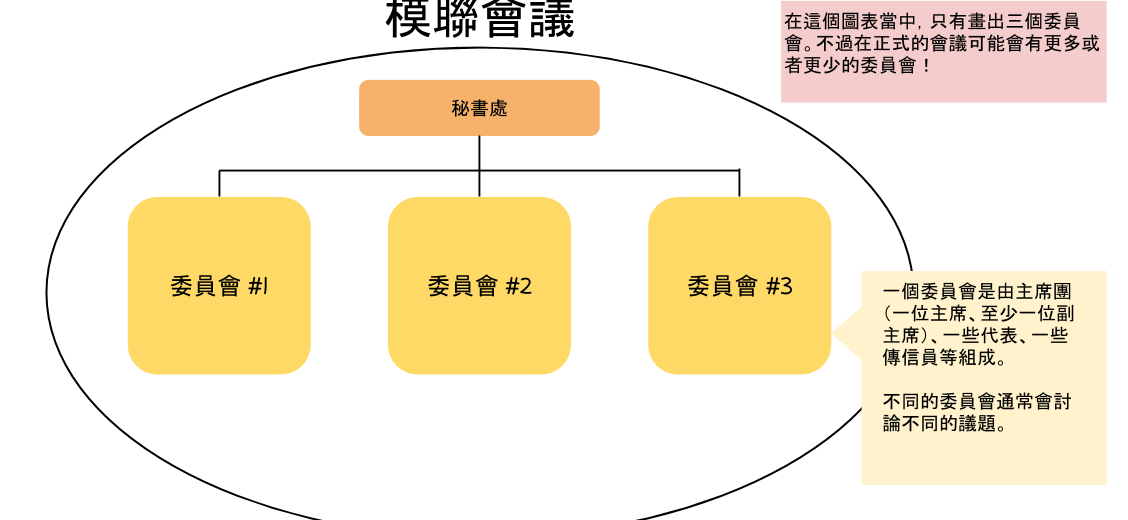 模聯會議
在這個圖表當中，只有畫出三個委員
會。不過在正式的會議可能會有更多或
者更少的委員會！
秘書處
委員會 #1
委員會 #2
委員會 #3
一個委員會是由主席團
（一位主席、至少一位副
主席）、一些代表、一些
傳信員等組成。
不同的委員會通常會討
論不同的議題。